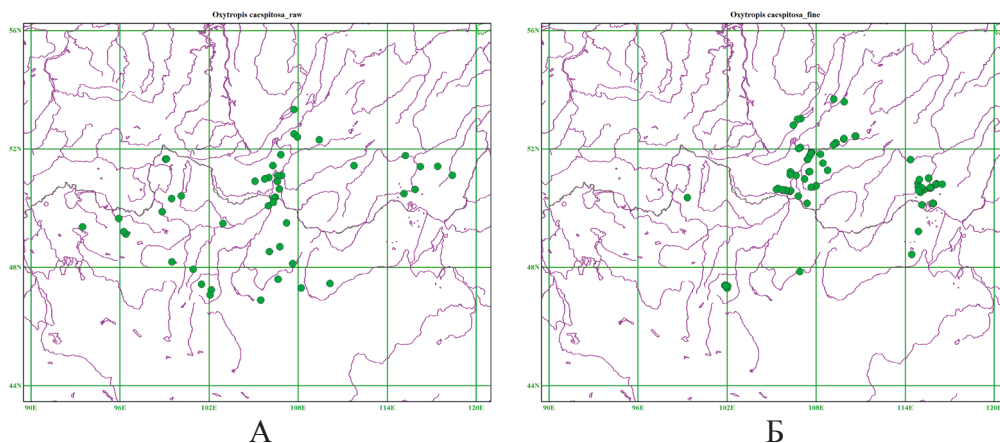 Oxytropis caespitosa_raw
56N
52N
48N
44N
90E 96E 102E 108E 114E 120E
А
Oxytropis caespitosa_fine
56N
52N
48N
44N
90E 96E 102E 108E 114E 120E
Б